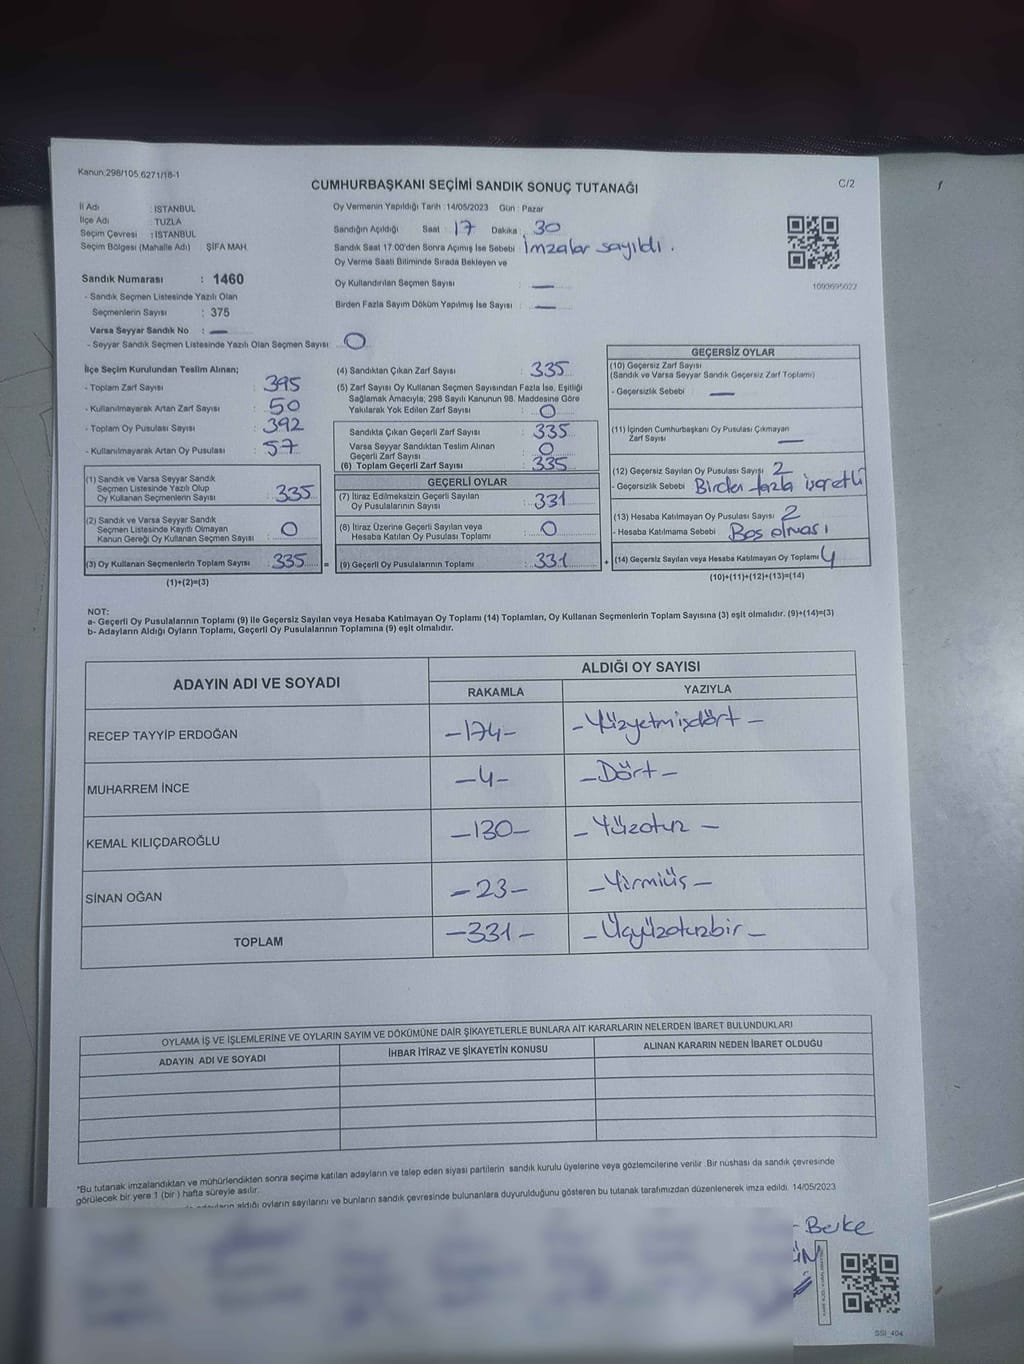 Kanun.298/105,6271/18-1
CUMHURBAŞKANI SEÇİMİ SANDIK SONUÇ TUTANAĞI
C/2
İl Adı : İSTANBUL
İlçe Adı : TUZLA
Seçim Çevresi : İSTANBUL
Seçim Bölgesi (Mahalle Adı) ŞİFA MAH.
Oy Vermenin Yapıldığı Tarih : 14/05/2023 Gün : Pazar
Sandığın Açıldığı Saat : 17 Dakika : 30
Sandık Saat 17.00'den Sonra Açımış İse Sebebi : İmzalar sayıldı.
Oy Verme Saati Bitiminde Sırada Bekleyen ve
Oy Kullandırılan Seçmen Sayısı : —
Birden Fazla Sayım Döküm Yapılmış İse Sayısı : —
1093695022
Sandık Numarası : 1460
- Sandık Seçmen Listesinde Yazılı Olan
Seçmenlerin Sayısı : 375
Varsa Seyyar Sandık No : —
- Seyyar Sandık Seçmen Listesinde Yazılı Olan Seçmen Sayısı : 0
İlçe Seçim Kurulundan Teslim Alınan;
- Toplam Zarf Sayısı : 395
- Kullanılmayarak Artan Zarf Sayısı : 50
- Toplam Oy Pusulası Sayısı : 392
- Kullanılmayarak Artan Oy Pusulası : 57
(1) Sandık ve Varsa Seyyar Sandık
Seçmen Listesinde Yazılı Olup
Oy Kullanan Seçmenlerin Sayısı : 335
(2) Sandık ve Varsa Seyyar Sandık
Seçmen Listesinde Kayıtlı Olmayan
Kanun Gereği Oy Kullanan Seçmen Sayısı : 0
(3) Oy Kullanan Seçmenlerin Toplam Sayısı : 335
(1)+(2)=(3)
(4) Sandıktan Çıkan Zarf Sayısı : 335
(5) Zarf Sayısı Oy Kullanan Seçmen Sayısından Fazla İse, Eşitliği
Sağlamak Amacıyla; 298 Sayılı Kanunun 98. Maddesine Göre
Yakılarak Yok Edilen Zarf Sayısı : 0
Sandıkta Çıkan Geçerli Zarf Sayısı : 335
Varsa Seyyar Sandıktan Teslim Alınan
Geçerli Zarf Sayısı : 0
(6) Toplam Geçerli Zarf Sayısı : 335
GEÇERLİ OYLAR
(7) İtiraz Edilmeksizin Geçerli Sayılan
Oy Pusulalarının Sayısı : 331
(8) İtiraz Üzerine Geçerli Sayılan veya
Hesaba Katılan Oy Pusulası Toplamı : 0
= (9) Geçerli Oy Pusulalarının Toplamı : 331
GEÇERSİZ OYLAR
(10) Geçersiz Zarf Sayısı :
(Sandık ve Varsa Seyyar Sandık Geçersiz Zarf Toplamı)
- Geçersizlik Sebebi : —
(11) İçinden Cumhurbaşkanı Oy Pusulası Çıkmayan
Zarf Sayısı : —
(12) Geçersiz Sayılan Oy Pusulası Sayısı : 2
- Geçersizlik Sebebi : Birden fazla işaretli
(13) Hesaba Katılmayan Oy Pusulası Sayısı : 2
- Hesaba Katılmama Sebebi : Boş olması
+ (14) Geçersiz Sayılan veya Hesaba Katılmayan Oy Toplamı : 4
(10)+(11)+(12)+(13)=(14)
NOT:
a- Geçerli Oy Pusulalarının Toplamı (9) ile Geçersiz Sayılan veya Hesaba Katılmayan Oy Toplamı (14) Toplamları, Oy Kullanan Seçmenlerin Toplam Sayısına (3) eşit olmalıdır. (9)+(14)=(3)
b- Adayların Aldığı Oyların Toplamı, Geçerli Oy Pusulalarının Toplamına (9) eşit olmalıdır.
ADAYIN ADI VE SOYADI
ALDIĞI OY SAYISI
RAKAMLA YAZIYLA
RECEP TAYYİP ERDOĞAN -174- -Yüzyetmişdört-
MUHARREM İNCE -4- -Dört-
KEMAL KILIÇDAROĞLU -130- -Yüzotuz-
SİNAN OĞAN -23- -Yirmiüş-
TOPLAM -331- -Üçyüzotuzbir-
OYLAMA İŞ VE İŞLEMLERİNE VE OYLARIN SAYIM VE DÖKÜMÜNE DAİR ŞİKAYETLERLE BUNLARA AİT KARARLARIN NELERDEN İBARET BULUNDUKLARI
ADAYIN ADI VE SOYADI İHBAR İTİRAZ VE ŞİKAYETİN KONUSU ALINAN KARARIN NEDEN İBARET OLDUĞU
*Bu tutanak imzalandıktan ve mühürlendikten sonra seçime katılan adayların ve talep eden siyasi partilerin sandık kurulu üyelerine veya gözlemcilerine verilir. Bir nüshası da sandık çevresinde
görülecek bir yere 1 (bir) hafta süreyle asılır.
aldığı oyların sayılarını ve bunların sandık çevresinde bulunanlara duyurulduğunu gösteren bu tutanak tarafımızdan düzenlenerek imza edildi. 14/05/2023
- Berke
SSI_404